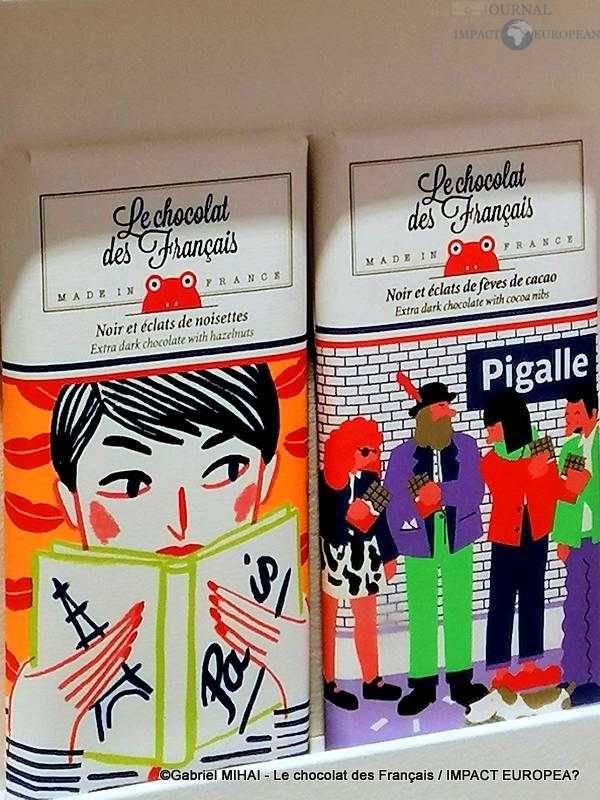 JOURNAL
IMPACT EUROPEAN
Le chocolat
des Français
MADE IN FRANCE
Noir et éclats de noisettes
Extra dark chocolate with hazelnuts
Pa
is
Le chocolat
des Français
MADE IN FRANCE
Noir et éclats de fèves de cacao
Extra dark chocolate with cocoa nibs
Pigalle
©Gabriel MIHAI - Le chocolat des Français / IMPACT EUROPEA?